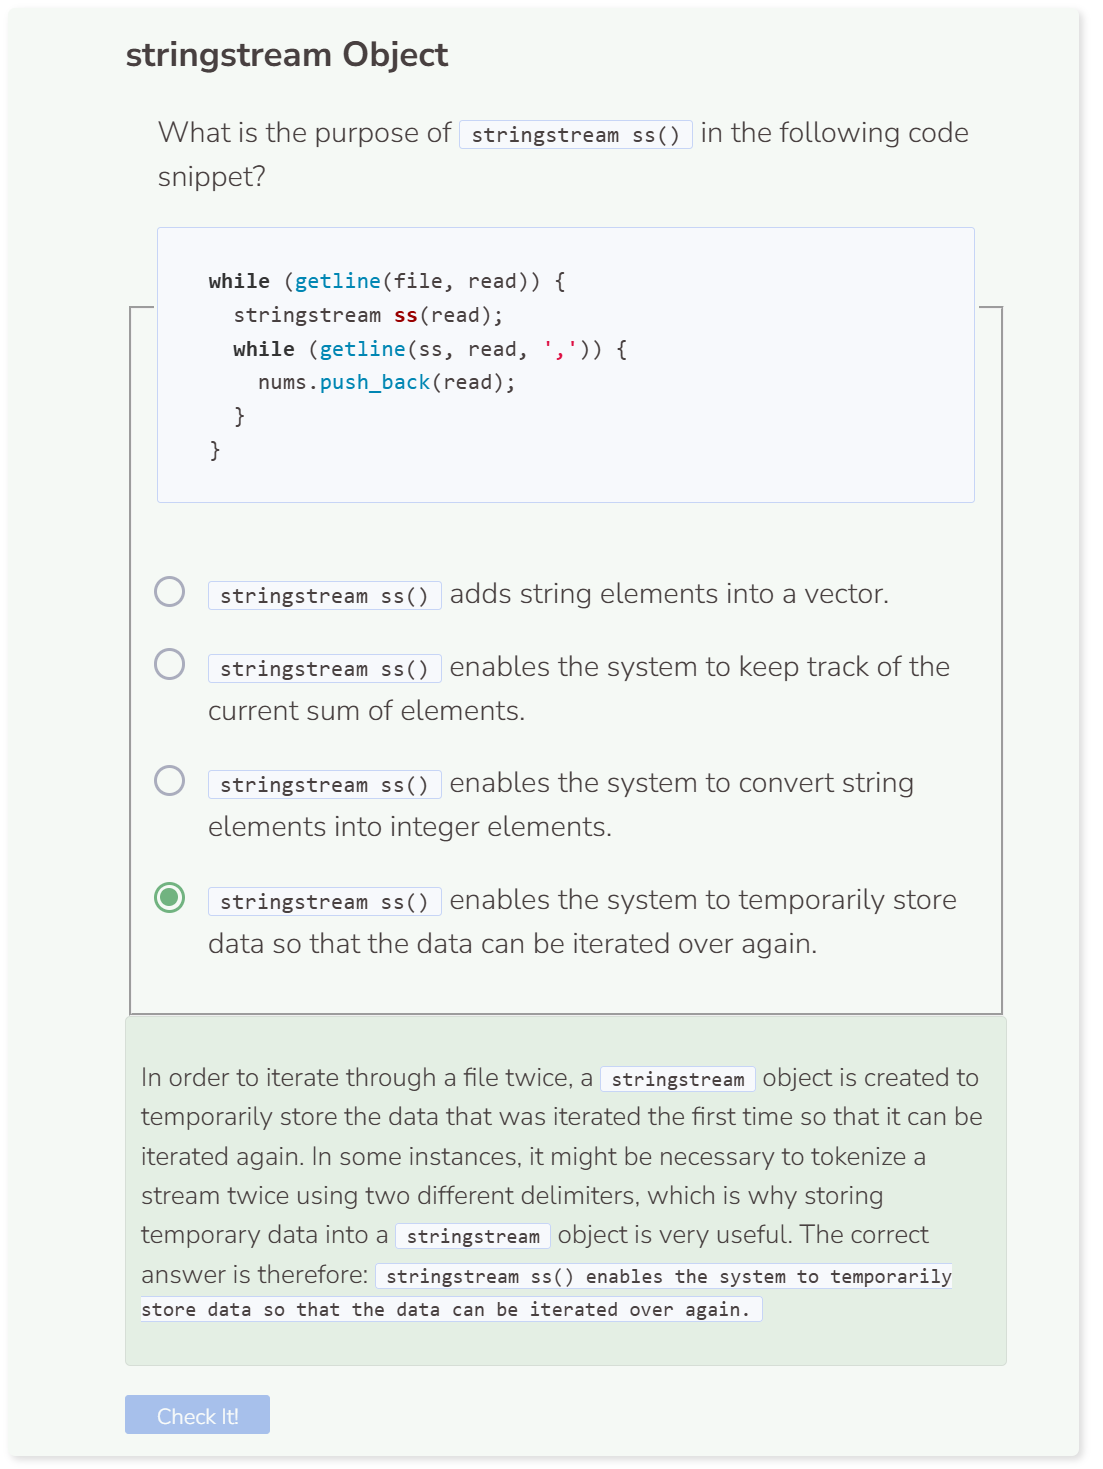 stringstream Object
What is the purpose of stringstream ss() in the following code
snippet?
while (getline(file, read)) {
  stringstream ss(read);
  while (getline(ss, read, ',')) {
    nums.push_back(read);
  }
}
stringstream ss() adds string elements into a vector.
stringstream ss() enables the system to keep track of the
current sum of elements.
stringstream ss() enables the system to convert string
elements into integer elements.
stringstream ss() enables the system to temporarily store
data so that the data can be iterated over again.
In order to iterate through a file twice, a stringstream object is created to
temporarily store the data that was iterated the first time so that it can be
iterated again. In some instances, it might be necessary to tokenize a
stream twice using two different delimiters, which is why storing
temporary data into a stringstream object is very useful. The correct
answer is therefore: stringstream ss() enables the system to temporarily
store data so that the data can be iterated over again.
Check It!